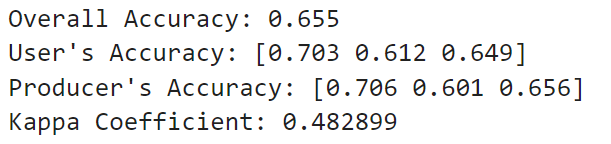 Overall Accuracy: 0.655
User's Accuracy: [0.703 0.612 0.649]
Producer's Accuracy: [0.706 0.601 0.656]
Kappa Coefficient: 0.482899